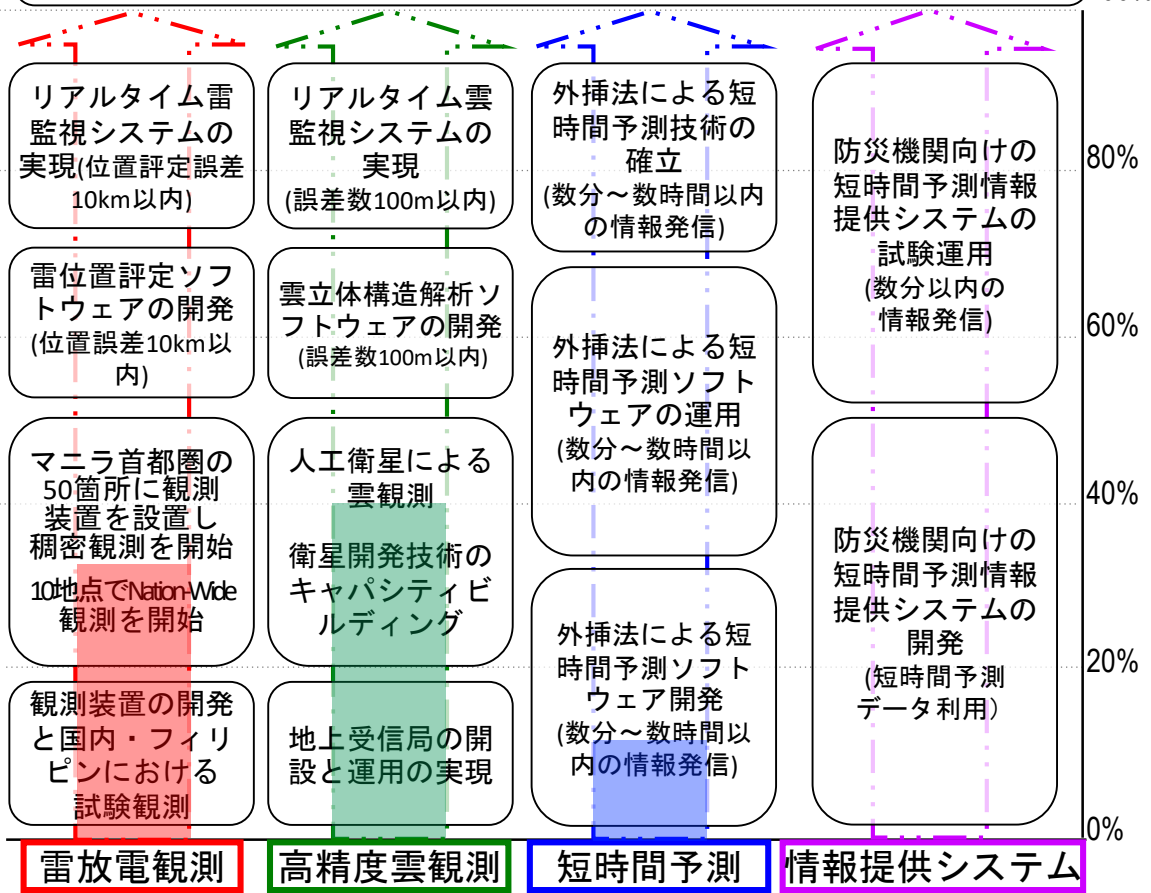 リアルタイム雷
監視システムの
実現(位置評定誤差
10km以内)
雷位置評定ソフ
トウェアの開発
(位置誤差10km以
内)
マニラ首都圏の
50箇所に観測
装置を設置し
稠密観測を開始
10地点でNation-Wide
観測を開始
観測装置の開発
と国内・フィリ
ピンにおける
試験観測
雷放電観測
リアルタイム雲
監視システムの
実現
(誤差数100m以内)
雲立体構造解析ソ
フトウェアの開発
(誤差数100m以内)
人工衛星による
雲観測
衛星開発技術の
キャパシティビ
ルディング
地上受信局の開
設と運用の実現
高精度雲観測
外挿法による短
時間予測技術の
確立
(数分～数時間以内
の情報発信)
外挿法による短
時間予測ソフト
ウェアの運用
(数分～数時間以
内の情報発信)
外挿法による短
時間予測ソフト
ウェア開発
(数分～数時間以
内の情報発信)
短時間予測
防災機関向けの
短時間予測情報
提供システムの
試験運用
(数分以内の
情報発信)
防災機関向けの
短時間予測情報
提供システムの
開発
(短時間予測
データ利用）
情報提供システム
80%
60%
40%
20%
0%